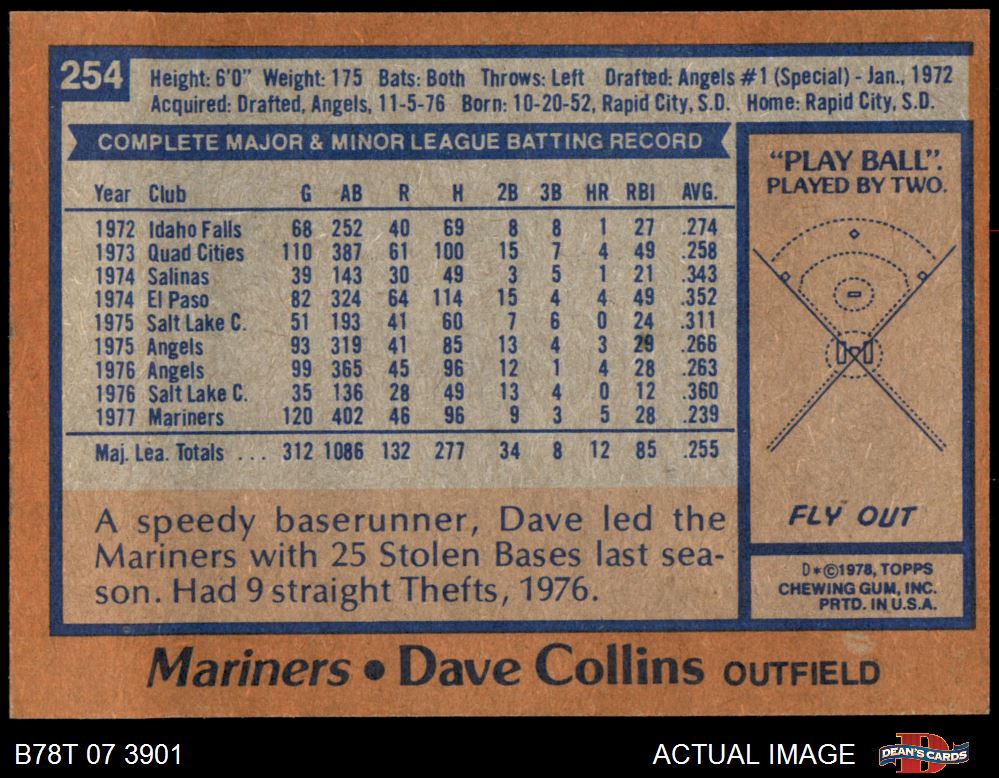 254
Height: 6'0" Weight: 175 Bats: Both Throws: Left Drafted: Angels #1 (Special) - Jan., 1972
Acquired: Drafted, Angels, 11-5-76 Born: 10-20-52, Rapid City, S.D. Home: Rapid City, S.D.
COMPLETE MAJOR & MINOR LEAGUE BATTING RECORD
Year Club G AB R H 2B 3B HR RBI AVG.
1972 Idaho Falls 68 252 40 69 8 8 1 27 .274
1973 Quad Cities 110 387 61 100 15 7 4 49 .258
1974 Salinas 39 143 30 49 3 5 1 21 .343
1974 El Paso 82 324 64 114 15 4 4 49 .352
1975 Salt Lake C. 51 193 41 60 7 6 0 24 .311
1975 Angels 93 319 41 85 13 4 3 29 .266
1976 Angels 99 365 45 96 12 1 4 28 .263
1976 Salt Lake C. 35 136 28 49 13 4 0 12 .360
1977 Mariners 120 402 46 96 9 3 5 28 .239
Maj. Lea. Totals . . . 312 1086 132 277 34 8 12 85 .255
A speedy baserunner, Dave led the
Mariners with 25 Stolen Bases last sea-
son. Had 9 straight Thefts, 1976.
"PLAY BALL".
PLAYED BY TWO.
FLY OUT
D*©1978, TOPPS
CHEWING GUM, INC.
PRTD. IN U.S.A.
Mariners • Dave Collins OUTFIELD
B78T 07 3901
ACTUAL IMAGE
D
DEAN'S CARDS